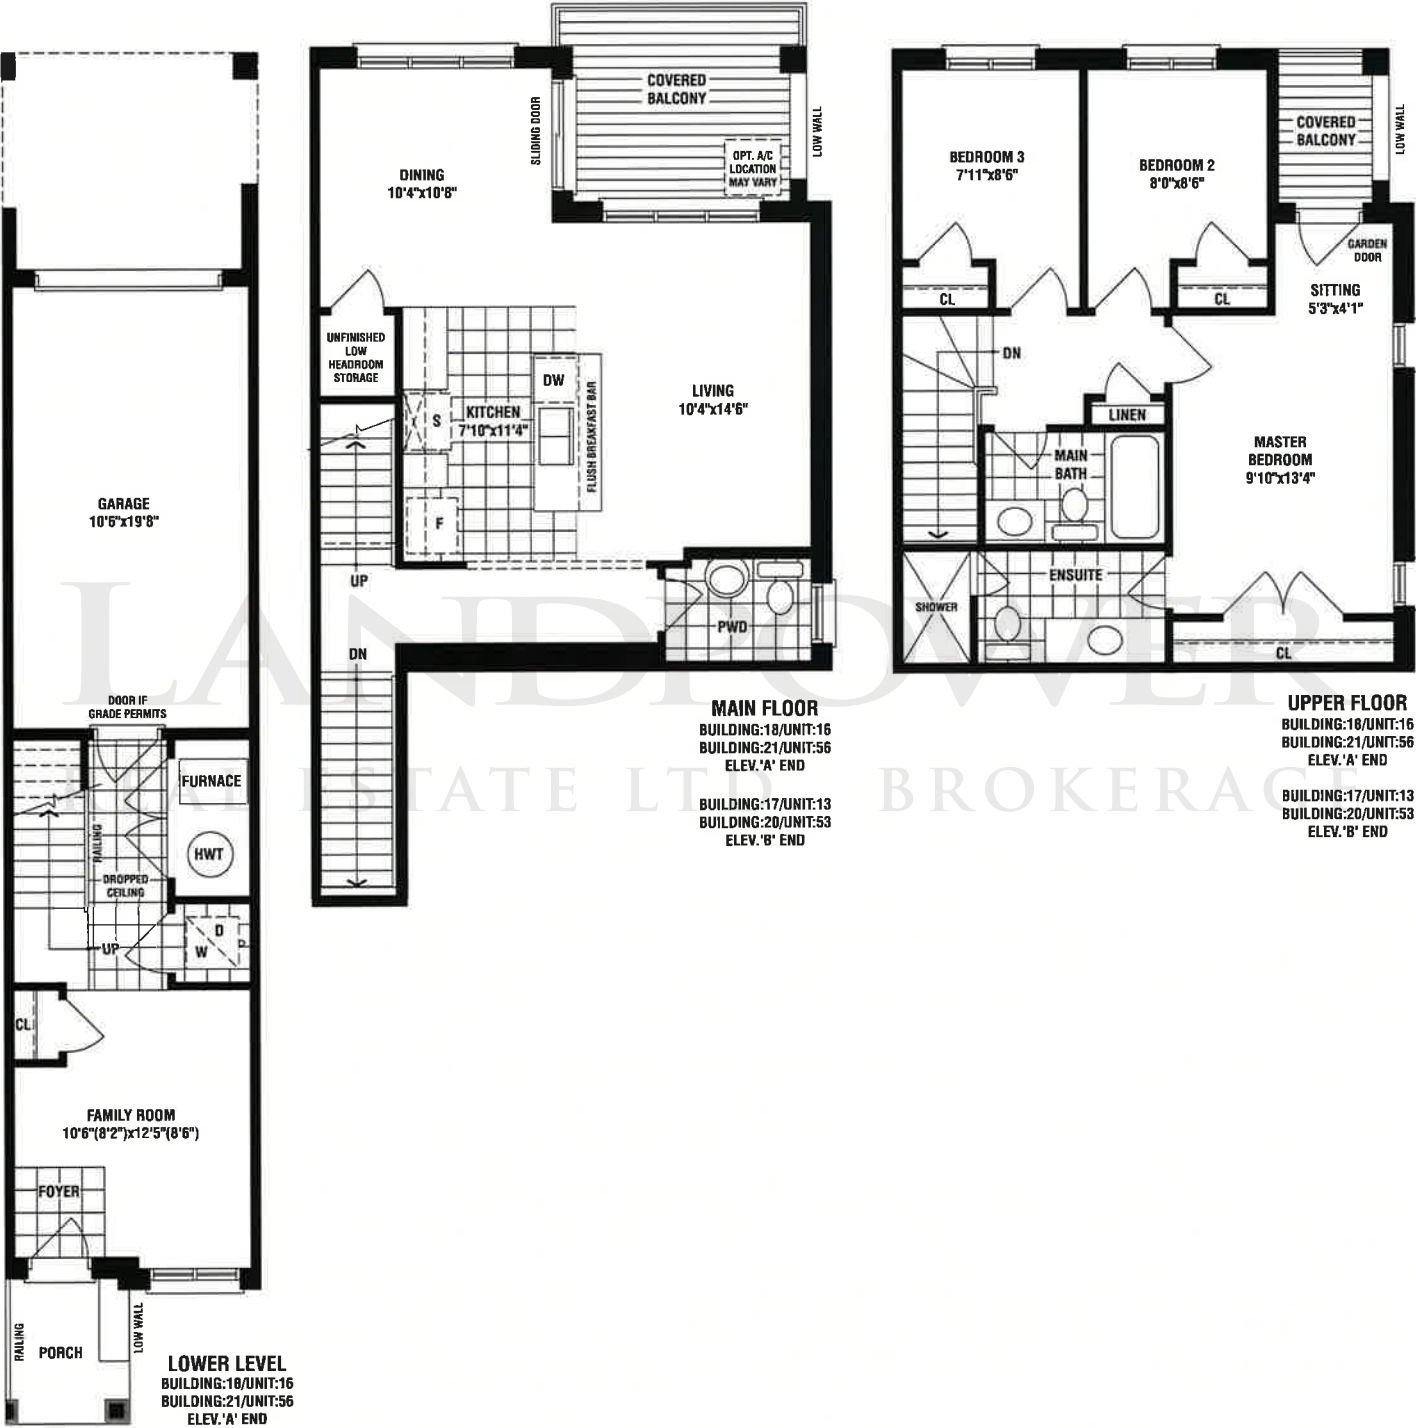 GARAGE
10'6"x19'8"
DOOR IF
GRADE PERMITS
FURNACE
HWT
RAILING
DROPPED
CEILING
UP
D
W
CL
FAMILY ROOM
10'6"(8'2")x12'5"(8'6")
FOYER
RAILING
PORCH
LOW WALL
LOWER LEVEL
BUILDING:18/UNIT:16
BUILDING:21/UNIT:56
ELEV.'A' END
COVERED
BALCONY
SLIDING DOOR
LOW WALL
OPT. A/C
LOCATION
MAY VARY
DINING
10'4"x10'8"
UNFINISHED
LOW
HEADROOM
STORAGE
DW
S
KITCHEN
7'10"x11'4"
FLUSH BREAKFAST BAR
F
LIVING
10'4"x14'6"
UP
DN
PWD
MAIN FLOOR
BUILDING:18/UNIT:16
BUILDING:21/UNIT:56
ELEV.'A' END
BUILDING:17/UNIT:13
BUILDING:20/UNIT:53
ELEV.'B' END
BEDROOM 3
7'11"x8'6"
BEDROOM 2
8'0"x8'6"
COVERED
BALCONY
LOW WALL
GARDEN
DOOR
SITTING
5'3"x4'1"
CL
CL
DN
LINEN
MAIN
BATH
MASTER
BEDROOM
9'10"x13'4"
ENSUITE
SHOWER
CL
UPPER FLOOR
BUILDING:18/UNIT:16
BUILDING:21/UNIT:56
ELEV.'A' END
BUILDING:17/UNIT:13
BUILDING:20/UNIT:53
ELEV.'B' END
LANDPOWER
REAL ESTATE LTD BROKERAGE